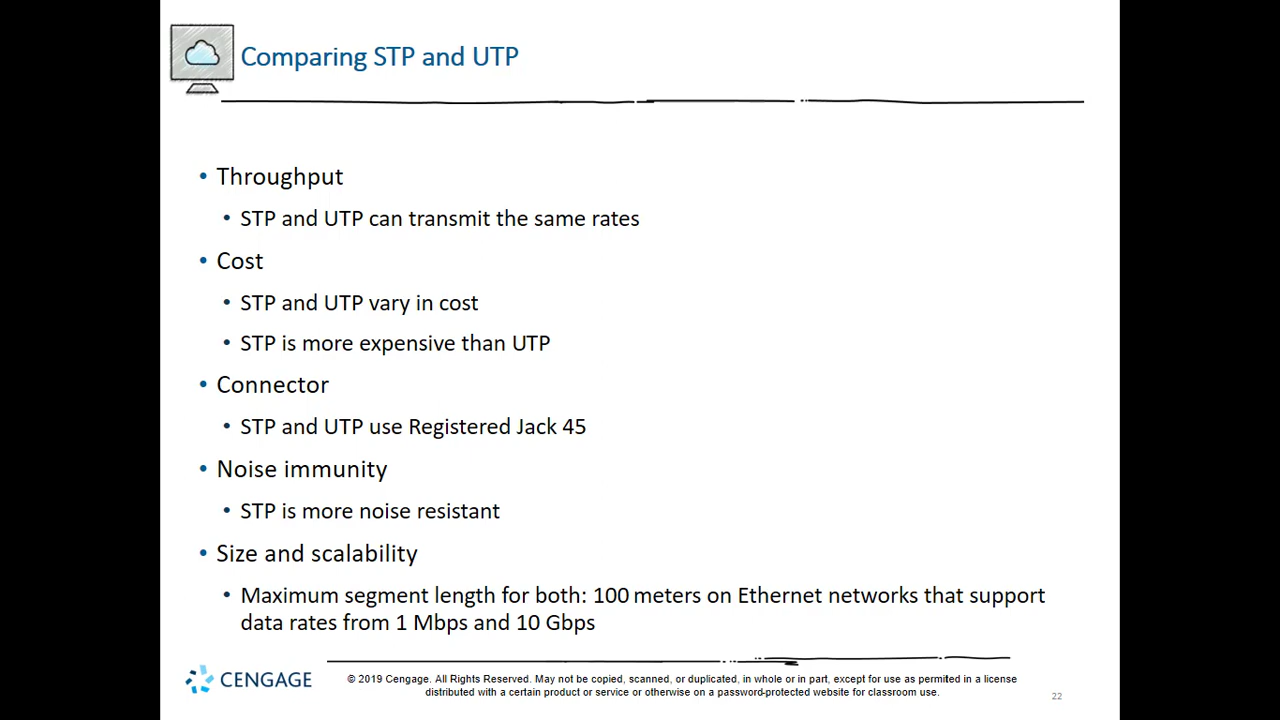 Comparing STP and UTP
• Throughput
• STP and UTP can transmit the same rates
• Cost
• STP and UTP vary in cost
• STP is more expensive than UTP
• Connector
• STP and UTP use Registered Jack 45
• Noise immunity
• STP is more noise resistant
• Size and scalability
• Maximum segment length for both: 100 meters on Ethernet networks that support
data rates from 1 Mbps and 10 Gbps
CENGAGE
© 2019 Cengage. All Rights Reserved. May not be copied, scanned, or duplicated, in whole or in part, except for use as permitted in a license
distributed with a certain product or service or otherwise on a password-protected website for classroom use.
22